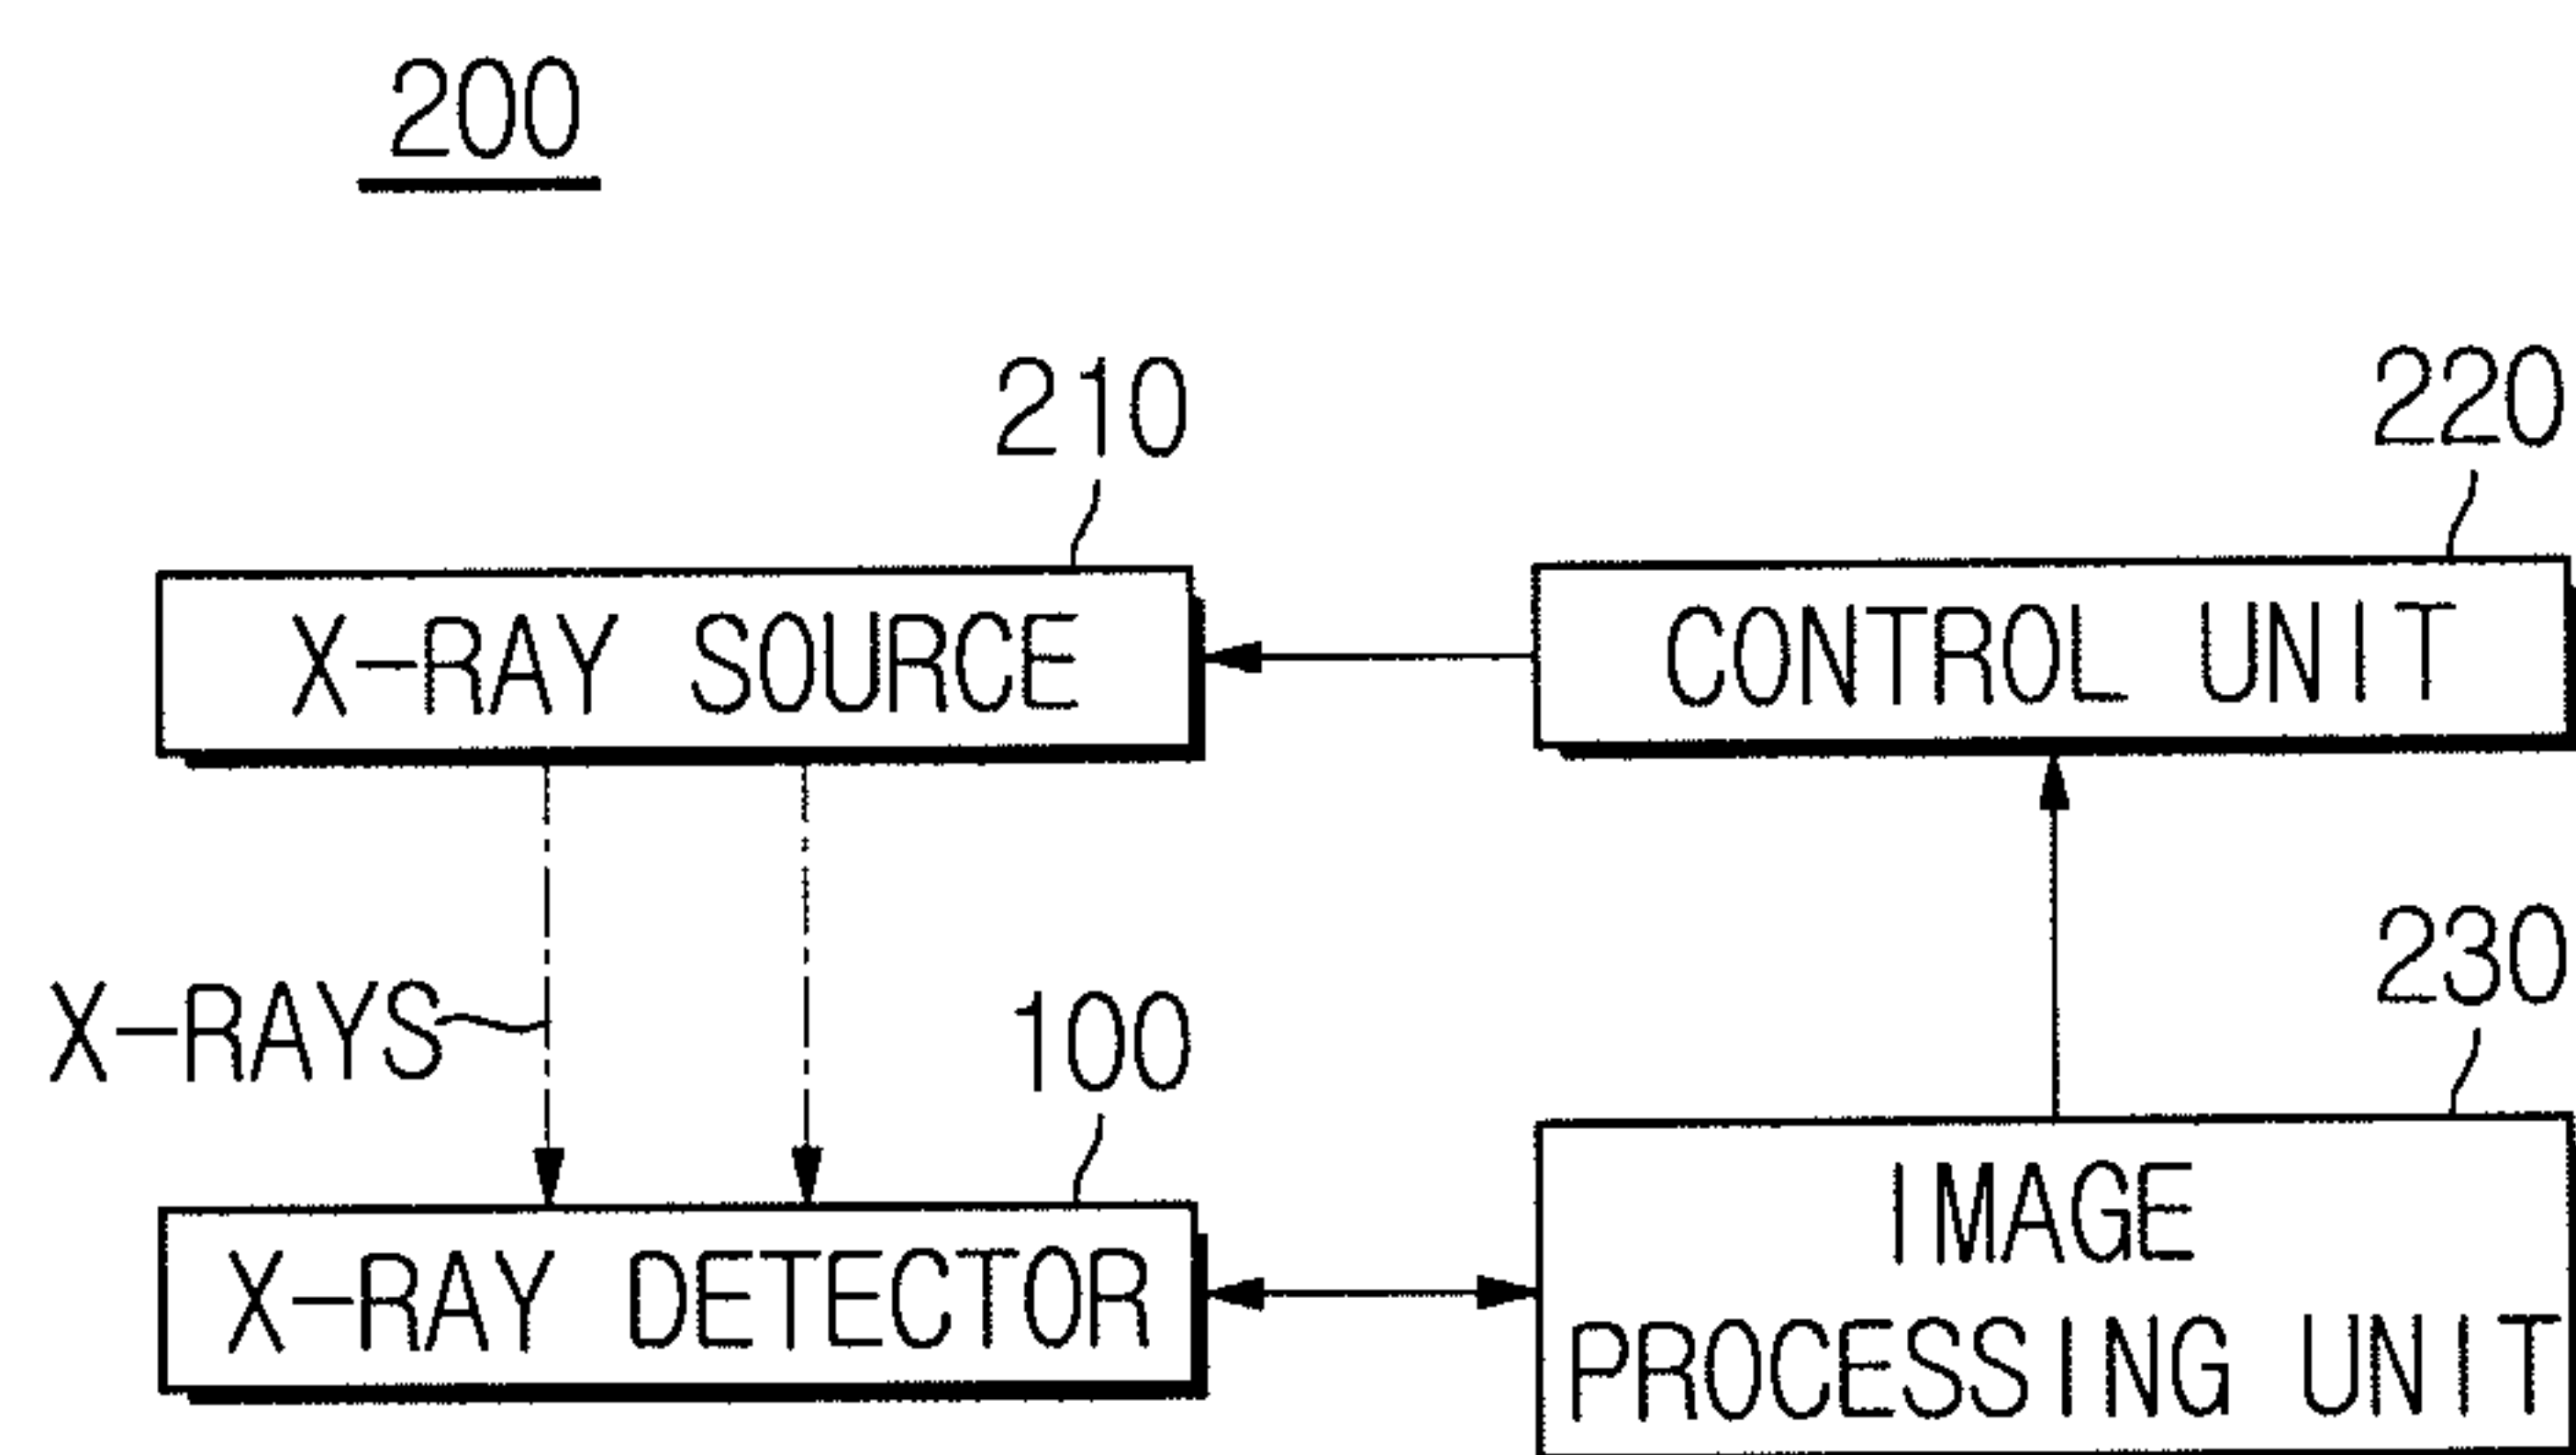 200
210
220
X-RAY SOURCE
CONTROL UNIT
X-RAYS
100
230
X-RAY DETECTOR
IMAGE
PROCESSING UNIT